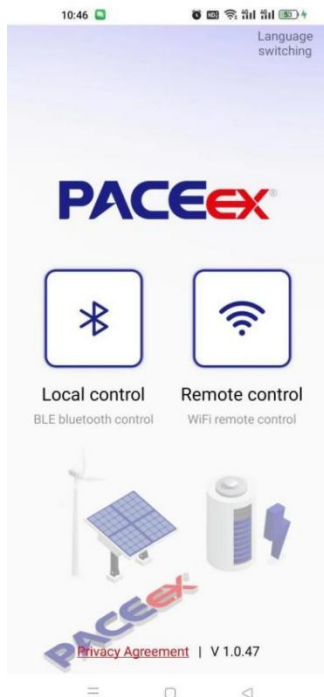 10:46
Language
switching
PACEEX
Local control
Remote control
BLE bluetooth control
WiFi remote control
PACEEX
Privacy Agreement | V 1.0.47